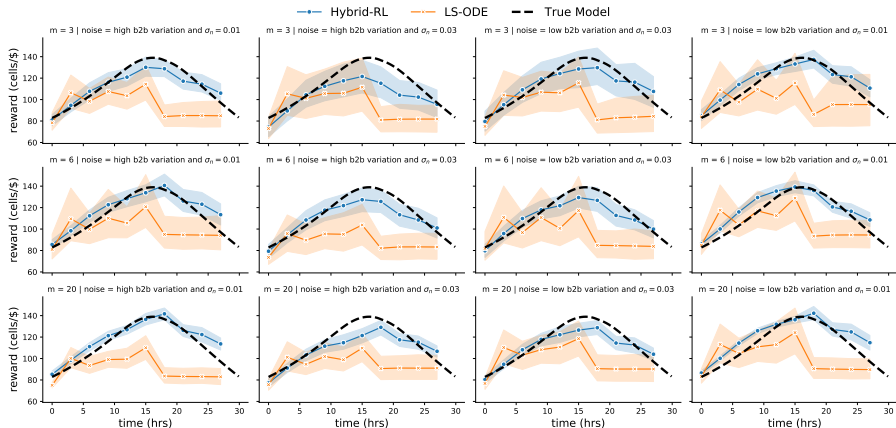 Hybrid-RL LS-ODE True Model
m = 3 | noise = high b2b variation and σn = 0.01
m = 3 | noise = high b2b variation and σn = 0.03
m = 3 | noise = low b2b variation and σn = 0.03
m = 3 | noise = low b2b variation and σn = 0.01
reward (cells/$)
140
120
100
80
60
m = 6 | noise = high b2b variation and σn = 0.01
m = 6 | noise = high b2b variation and σn = 0.03
m = 6 | noise = low b2b variation and σn = 0.03
m = 6 | noise = low b2b variation and σn = 0.01
reward (cells/$)
140
120
100
80
60
m = 20 | noise = high b2b variation and σn = 0.01
m = 20 | noise = high b2b variation and σn = 0.03
m = 20 | noise = low b2b variation and σn = 0.03
m = 20 | noise = low b2b variation and σn = 0.01
reward (cells/$)
140
120
100
80
60
0 5 10 15 20 25 30
0 5 10 15 20 25 30
0 5 10 15 20 25 30
0 5 10 15 20 25 30
time (hrs)
time (hrs)
time (hrs)
time (hrs)